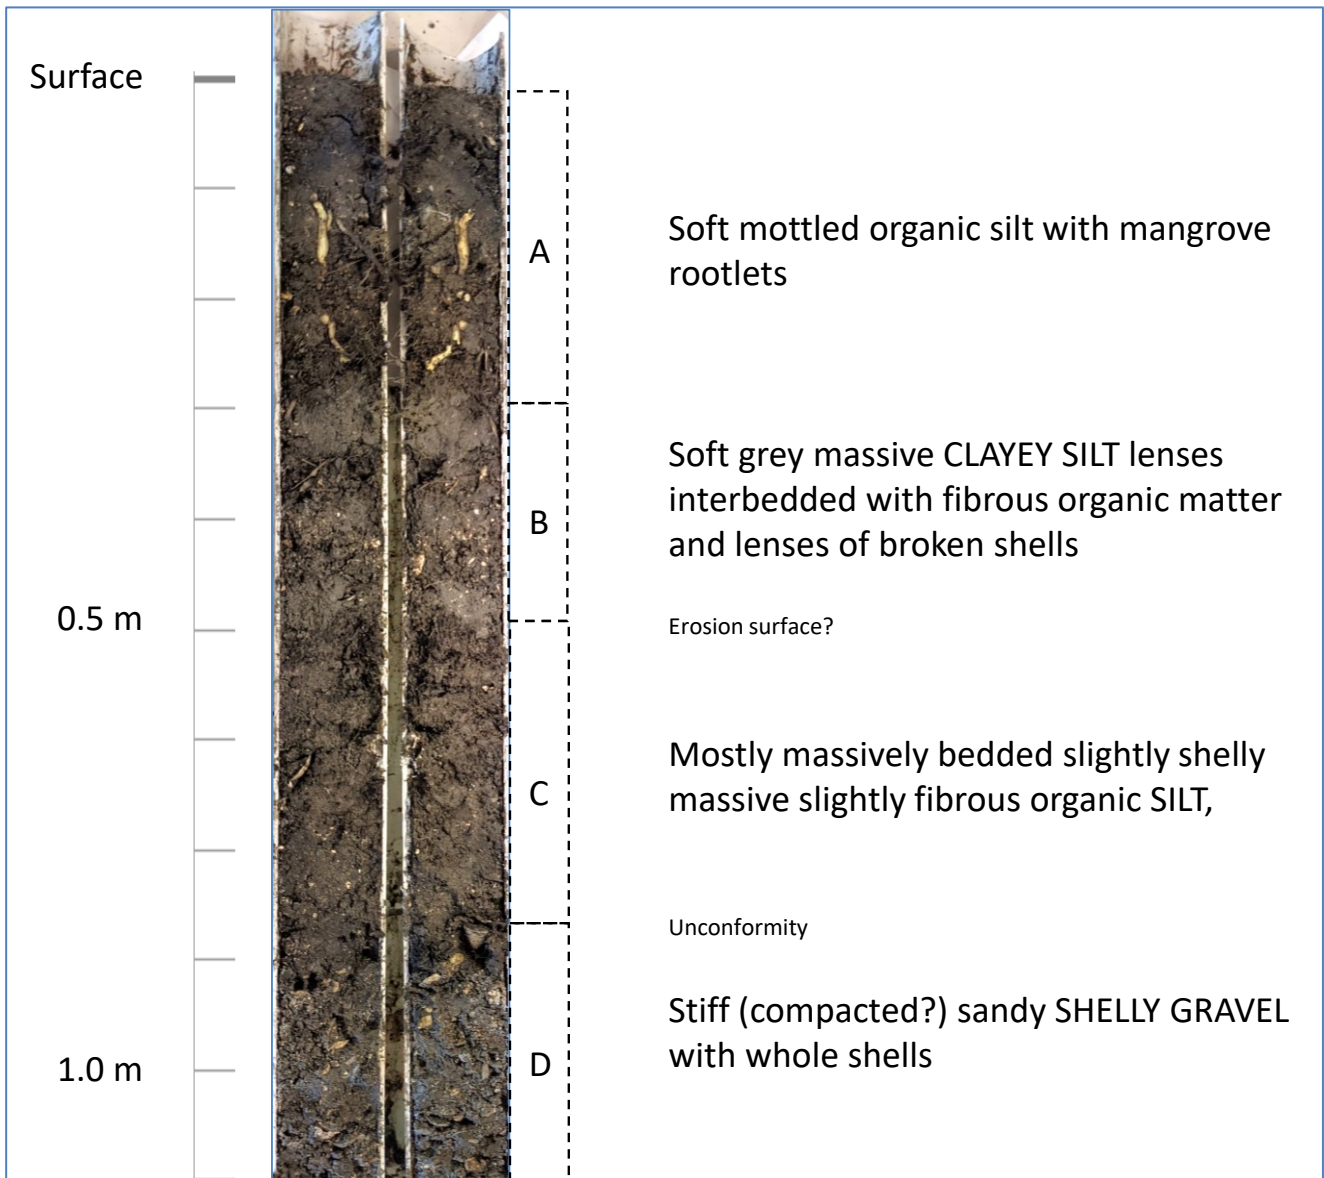 Surface
A
Soft mottled organic silt with mangrove
rootlets
B
Soft grey massive CLAYEY SILT lenses
interbedded with fibrous organic matter
and lenses of broken shells
0.5 m
Erosion surface?
C
Mostly massively bedded slightly shelly
massive slightly fibrous organic SILT,
Unconformity
D
Stiff (compacted?) sandy SHELLY GRAVEL
with whole shells
1.0 m